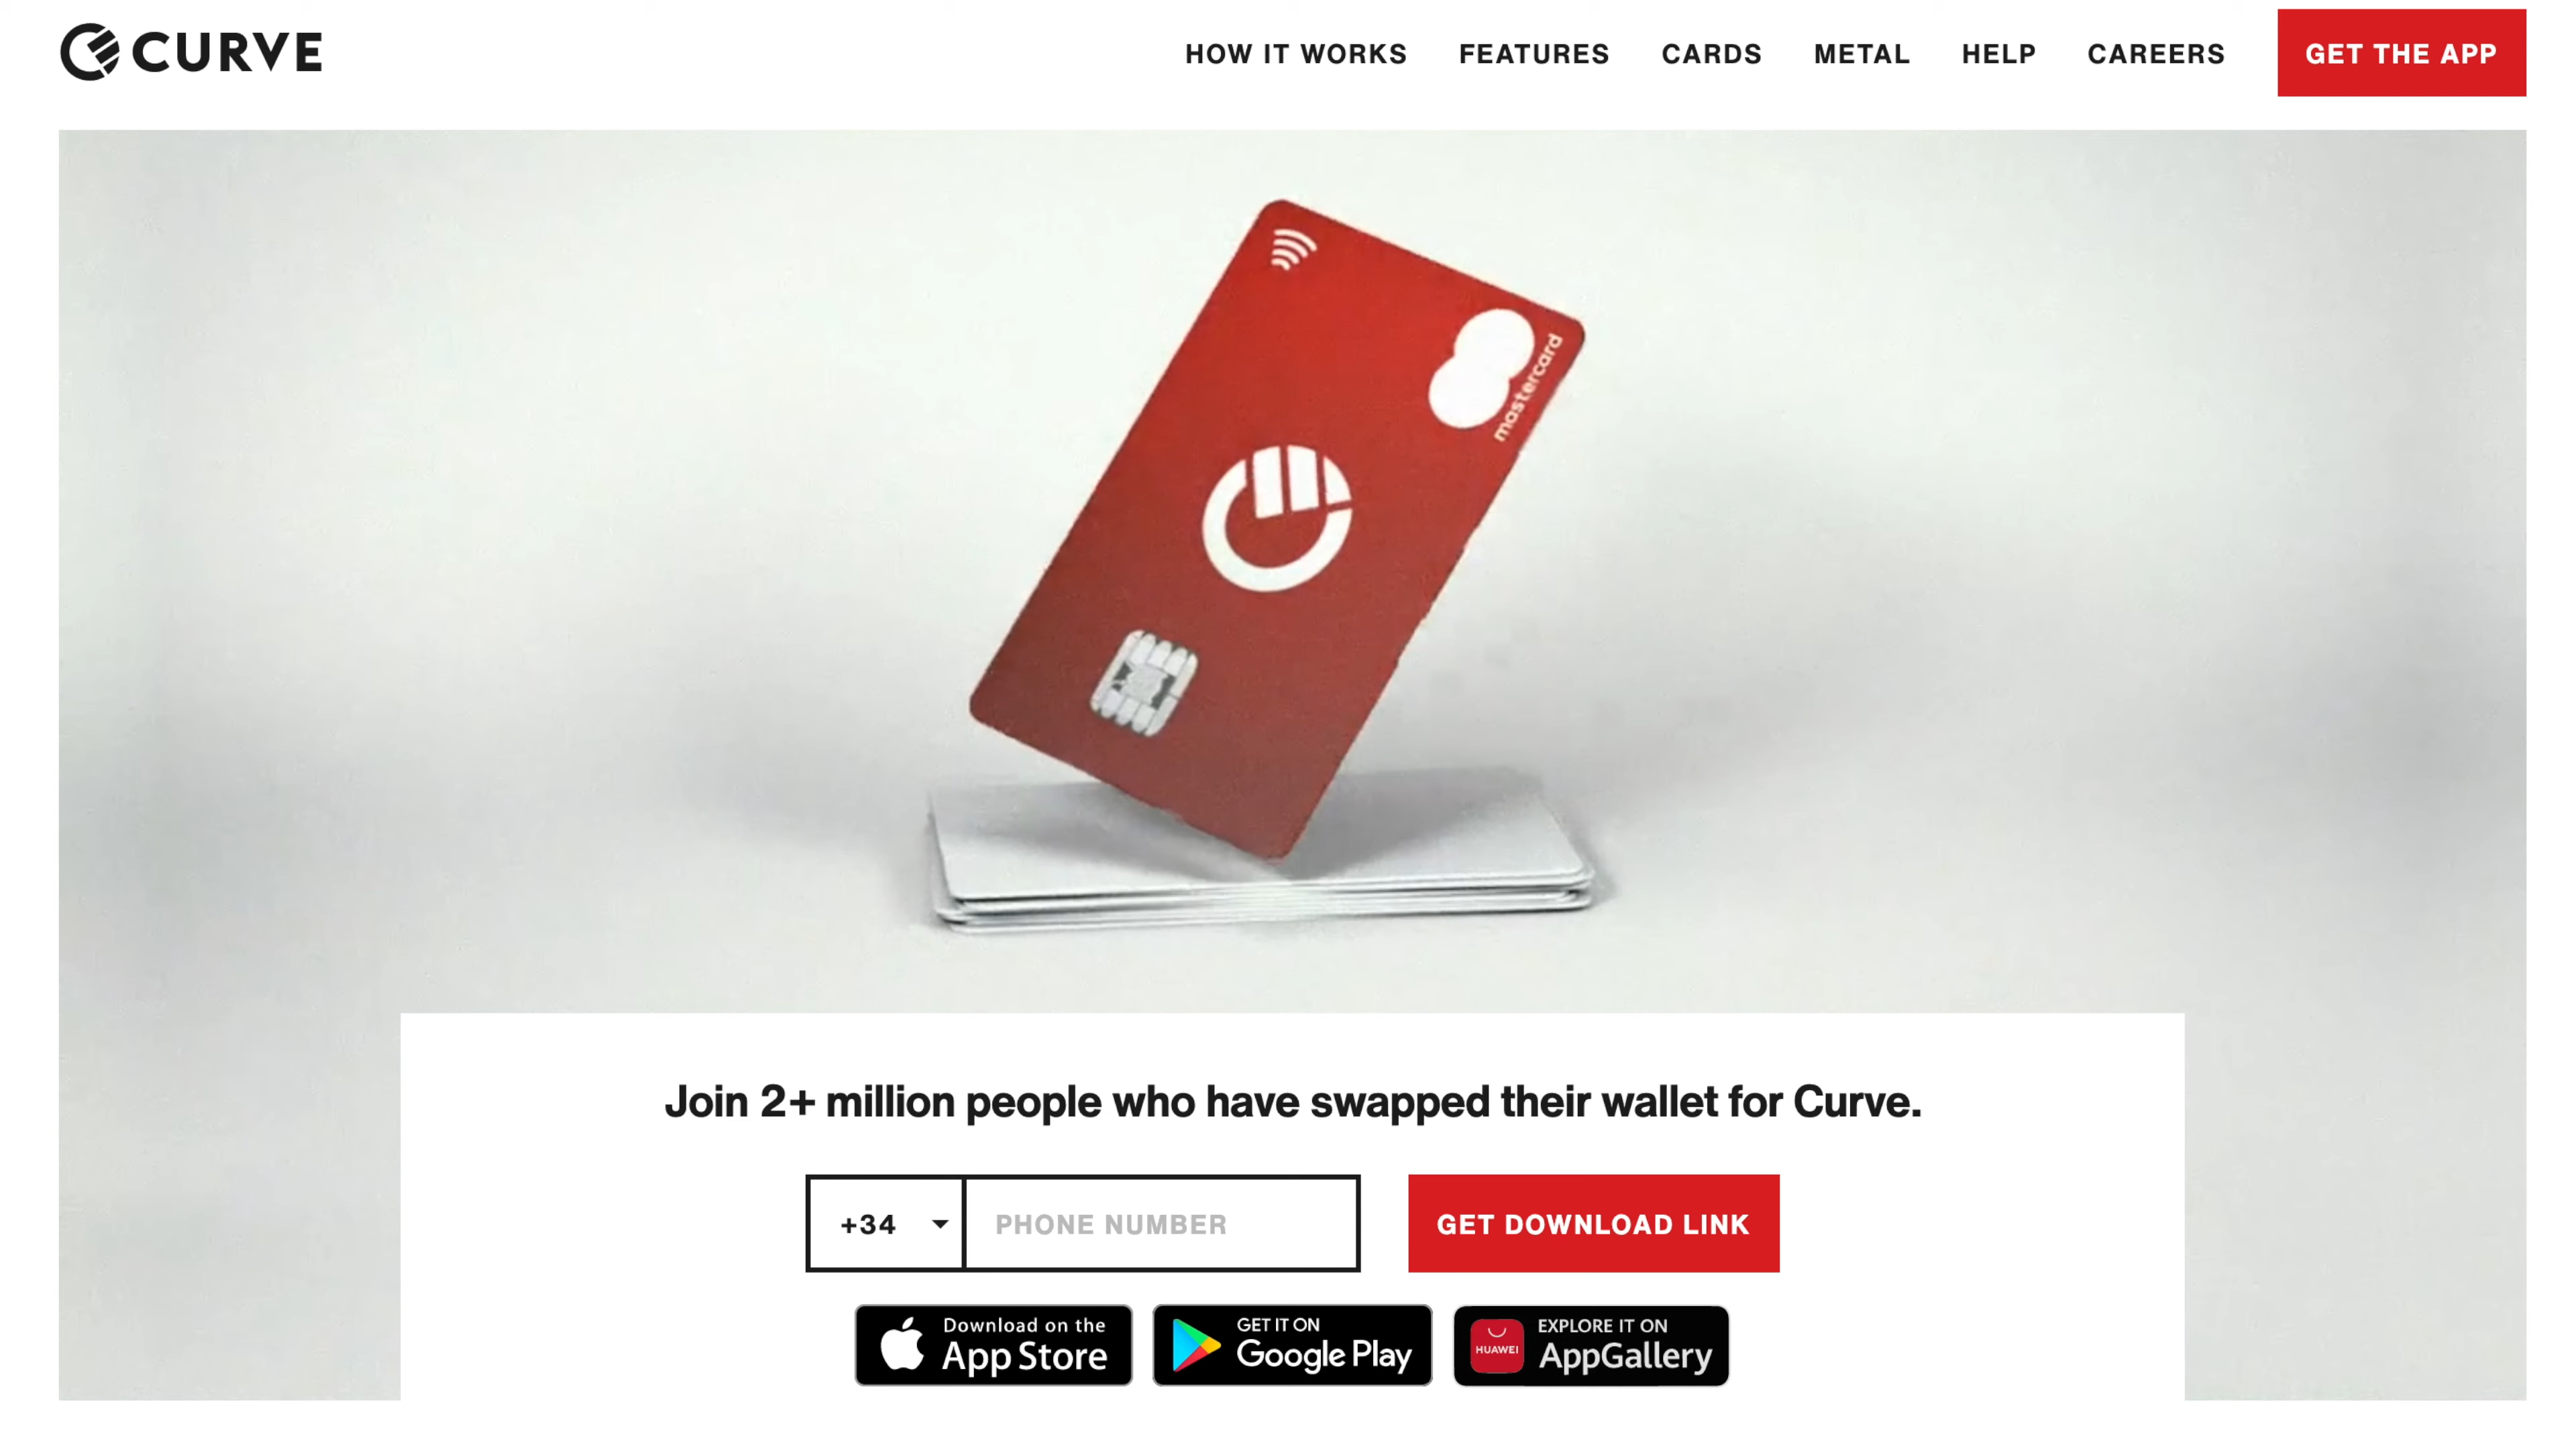 CURVE
HOW IT WORKS
FEATURES
CARDS
METAL
HELP
CAREERS
GET THE APP
mastercard
Join 2+ million people who have swapped their wallet for Curve.
+34
PHONE NUMBER
GET DOWNLOAD LINK
Download on the
App Store
GET IT ON
Google Play
HUAWEI
EXPLORE IT ON
AppGallery